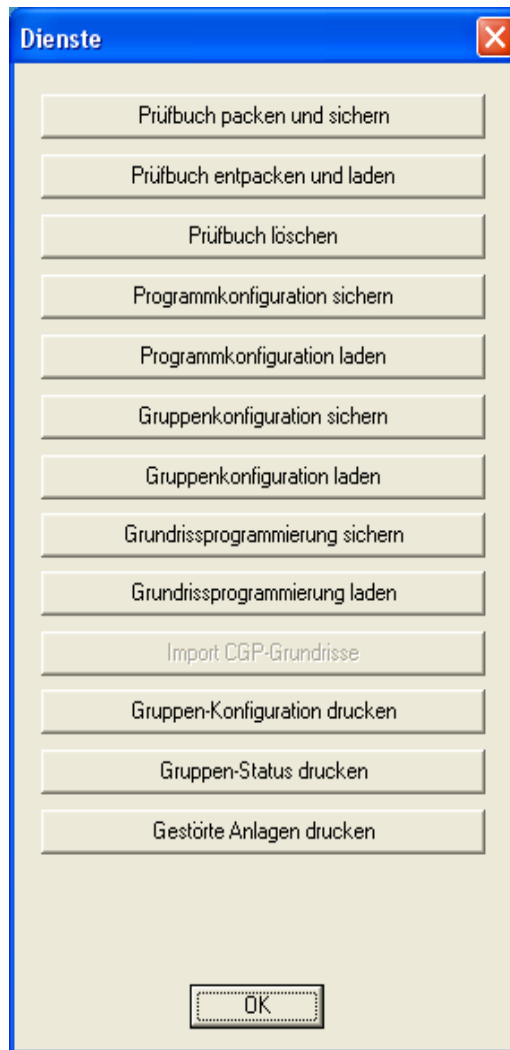 Dienste
Prüfbuch packen und sichern
Prüfbuch entpacken und laden
Prüfbuch löschen
Programmkonfiguration sichern
Programmkonfiguration laden
Gruppenkonfiguration sichern
Gruppenkonfiguration laden
Grundrissprogrammierung sichern
Grundrissprogrammierung laden
Import CGP-Grundrisse
Gruppen-Konfiguration drucken
Gruppen-Status drucken
Gestörte Anlagen drucken
OK